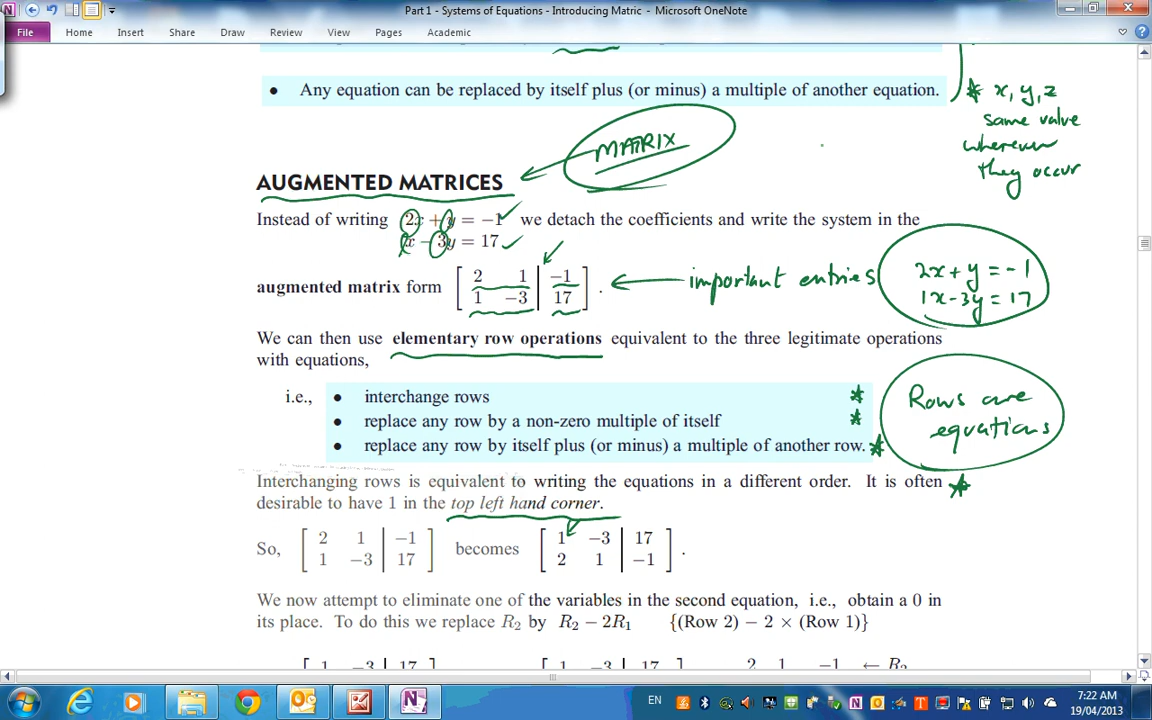 Part 1 - Systems of Equations - Introducing Matric - Microsoft OneNote
File Home Insert Share Draw Review View Pages Academic
• Any equation can be replaced by itself plus (or minus) a multiple of another equation.
* x, y, z
same value
wherever
they occur
MATRIX
AUGMENTED MATRICES
Instead of writing 2x + y = −1 we detach the coefficients and write the system in the
x − 3y = 17
augmented matrix form [ 2 1 | −1
1 −3 | 17 ] .
important entries
2x + y = −1
1x − 3y = 17
We can then use elementary row operations equivalent to the three legitimate operations
with equations,
i.e., • interchange rows *
• replace any row by a non-zero multiple of itself *
• replace any row by itself plus (or minus) a multiple of another row. *
Rows are
equations
Interchanging rows is equivalent to writing the equations in a different order. It is often *
desirable to have 1 in the top left hand corner.
So, [ 2 1 | −1
1 −3 | 17 ] becomes [ 1 −3 | 17
2 1 | −1 ] .
We now attempt to eliminate one of the variables in the second equation, i.e., obtain a 0 in
its place. To do this we replace R2 by R2 − 2R1 {(Row 2) − 2 × (Row 1)}
[ 1 −3 | 17 ] [ 1 −3 | 17 ] 2 1 −1 ← R2
EN
7:22 AM
19/04/2013